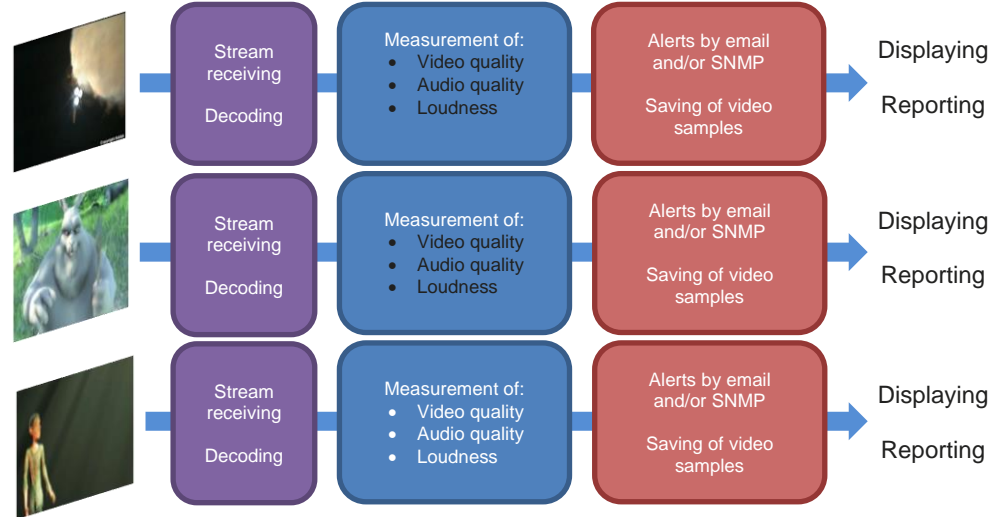 Stream
receiving
Decoding
Measurement of:
• Video quality
• Audio quality
• Loudness
Alerts by email
and/or SNMP
Saving of video
samples
Displaying
Reporting
Stream
receiving
Decoding
Measurement of:
• Video quality
• Audio quality
• Loudness
Alerts by email
and/or SNMP
Saving of video
samples
Displaying
Reporting
Stream
receiving
Decoding
Measurement of:
• Video quality
• Audio quality
• Loudness
Alerts by email
and/or SNMP
Saving of video
samples
Displaying
Reporting